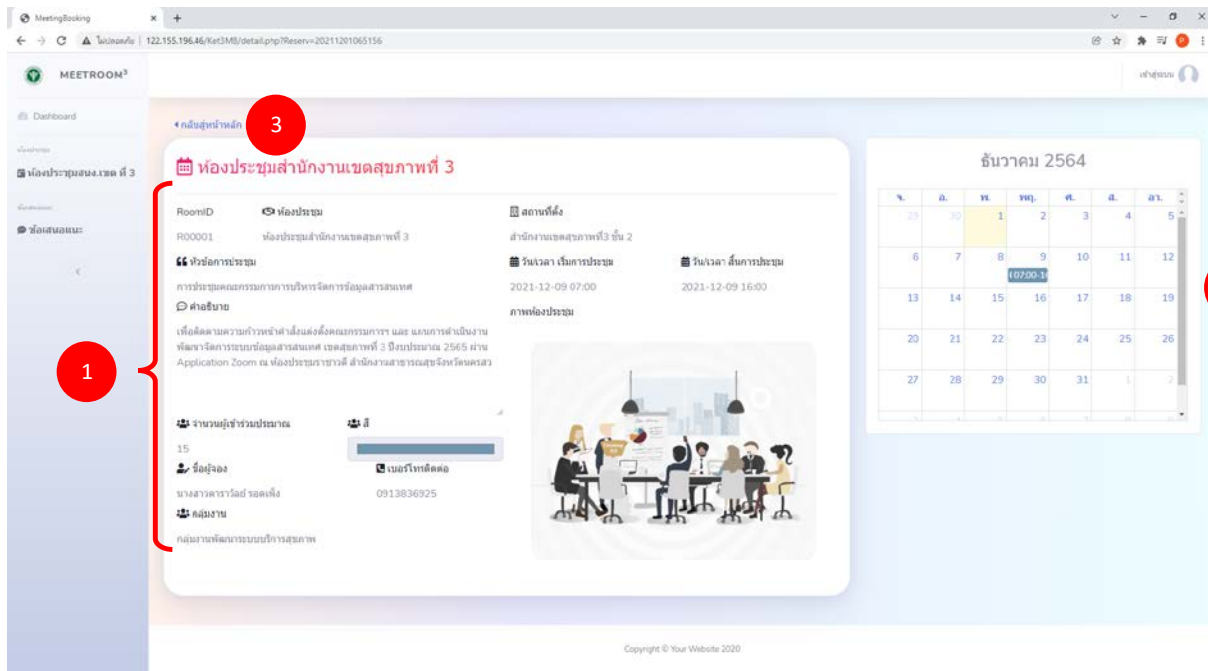 MeetingBooking
ไม่ปลอดภัย | 122.155.196.46/Ket3MB/detail.php?Reserv=20211201065156
MEETROOM³
เข้าสู่ระบบ
Dashboard
ห้องประชุม
ห้องประชุมสนง.เขต ที่ 3
ข้อเสนอแนะ
ข้อเสนอแนะ
กลับสู่หน้าหลัก
3
ห้องประชุมสำนักงานเขตสุขภาพที่ 3
RoomID ห้องประชุม สถานที่ตั้ง
R00001 ห้องประชุมสำนักงานเขตสุขภาพที่ 3 สำนักงานเขตสุขภาพที่3 ชั้น 2
หัวข้อการประชุม วัน/เวลา เริ่มการประชุม วัน/เวลา สิ้นการประชุม
การประชุมคณะกรรมการการบริหารจัดการข้อมูลสารสนเทศ 2021-12-09 07:00 2021-12-09 16:00
คำอธิบาย ภาพห้องประชุม
เพื่อติดตามความก้าวหน้าคำสั่งแต่งตั้งคณะกรรมการฯ และ แผนการดำเนินงาน
พัฒนาจัดการระบบข้อมูลสารสนเทศ เขตสุขภาพที่ 3 ปีงบประมาณ 2565 ผ่าน
Application Zoom ณ ห้องประชุมราชาวดี สำนักงานสาธารณสุขจังหวัดนครสว
1
จำนวนผู้เข้าร่วมประมาณ สี
15
ชื่อผู้จอง เบอร์โทรติดต่อ
นางสาวดาราวัลย์ รอดเพ็ง 0913836925
กลุ่มงาน
กลุ่มงานพัฒนาระบบบริการสุขภาพ
ธันวาคม 2564
จ. อ. พ. พฤ. ศ. ส. อา.
29 30 1 2 3 4 5
6 7 8 9 10 11 12
07:00-1
13 14 15 16 17 18 19
20 21 22 23 24 25 26
27 28 29 30 31 1 2
Copyright © Your Website 2020